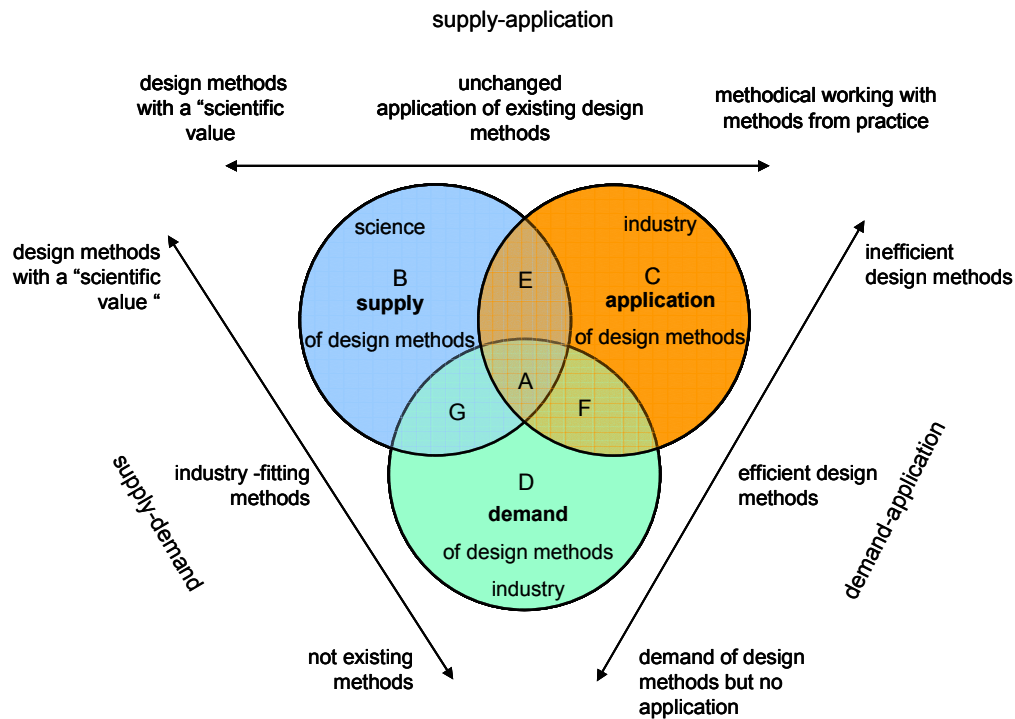 supply-application
design methods
with a “scientific
value
unchanged
application of existing design
methods
methodical working with
methods from practice
design methods
with a “scientific
value “
science
B
supply
of design methods
E
industry
C
application
of design methods
inefficient
design methods
A
G
F
supply-demand
industry -fitting
methods
D
demand
of design methods
industry
efficient design
methods
demand-application
not existing
methods
demand of design
methods but no
application